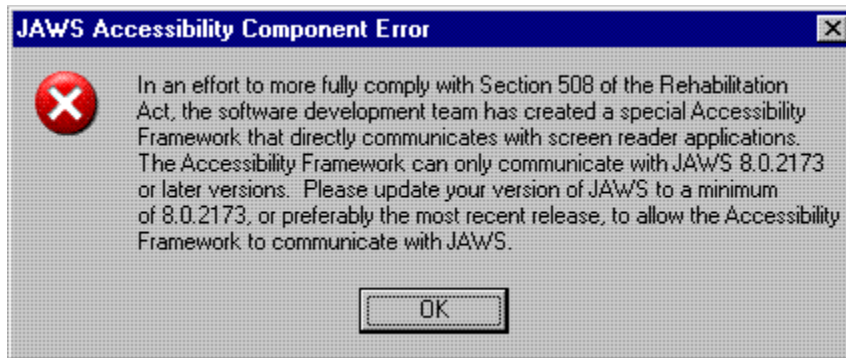 JAWS Accessibility Component Error
In an effort to more fully comply with Section 508 of the Rehabilitation
Act, the software development team has created a special Accessibility
Framework that directly communicates with screen reader applications.
The Accessibility Framework can only communicate with JAWS 8.0.2173
or later versions.  Please update your version of JAWS to a minimum
of 8.0.2173, or preferably the most recent release, to allow the Accessibility
Framework to communicate with JAWS.
OK